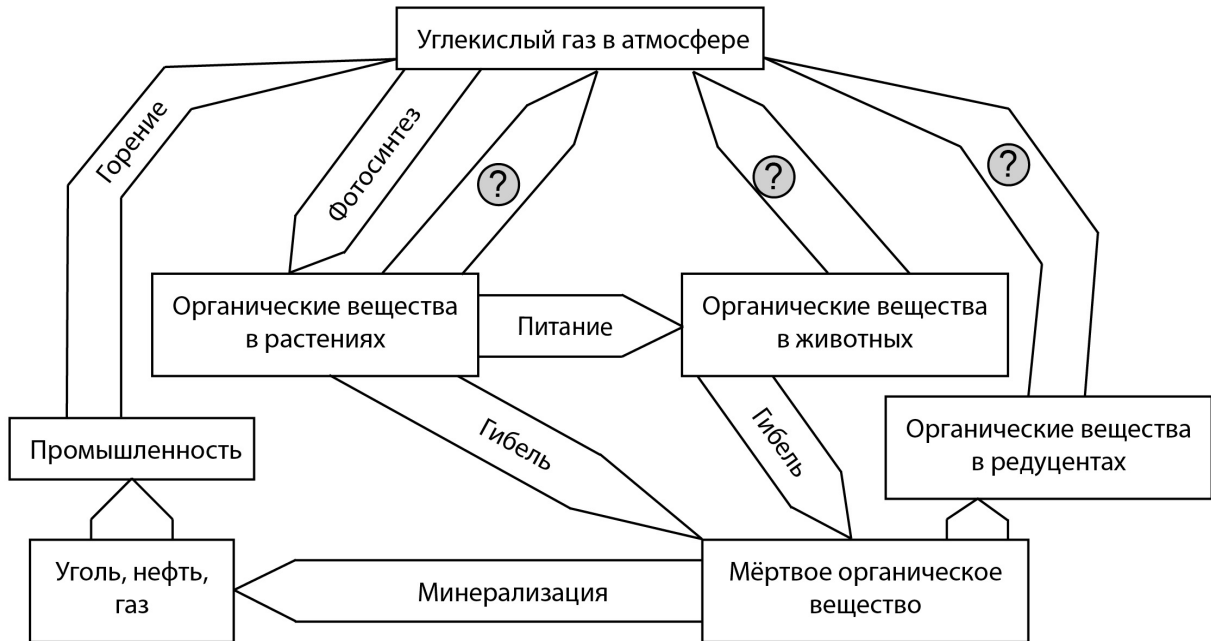 Углекислый газ в атмосфере
Горение
Фотосинтез
?
?
?
Органические вещества
в растениях
Питание
Органические вещества
в животных
Гибель
Гибель
Промышленность
Органические вещества
в редуцентах
Уголь, нефть,
газ
Минерализация
Мёртвое органическое
вещество